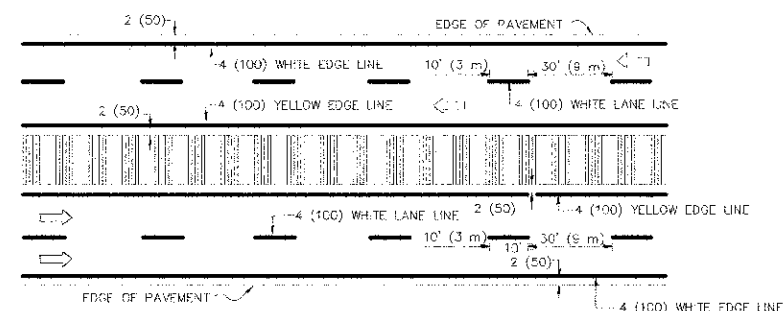 2 (50)
EDGE OF PAVEMENT
4 (100) WHITE EDGE LINE
10' (3 m)
30' (9 m)
2 (50)
4 (100) YELLOW EDGE LINE
4 (100) WHITE LANE LINE
2 (50)
4 (100) YELLOW EDGE LINE
4 (100) WHITE LANE LINE
10' (3 m)
10'
30' (9 m)
2 (50)
EDGE OF PAVEMENT
4 (100) WHITE EDGE LINE